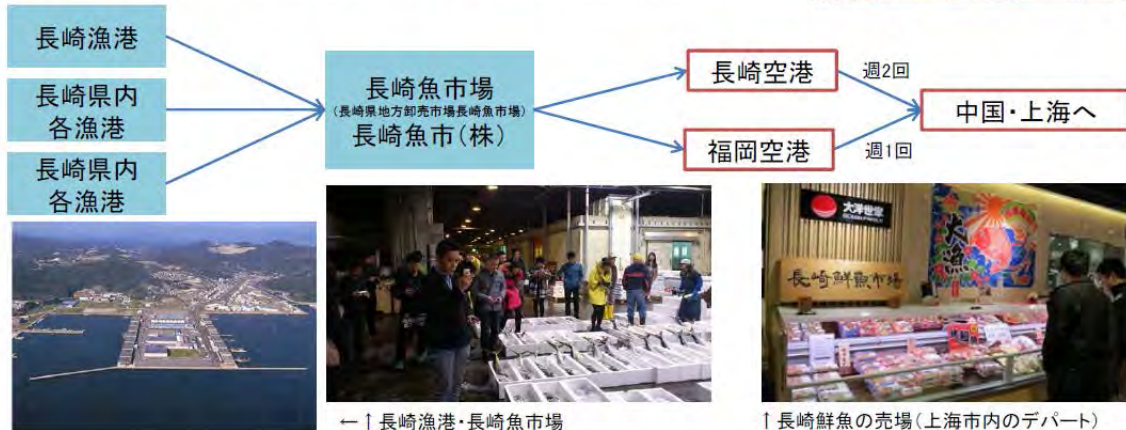 長崎漁港
長崎県内
各漁港
長崎県内
各漁港
長崎魚市場
(長崎県地方卸売市場長崎魚市場)
長崎魚市(株)
長崎空港
福岡空港
週2回
週1回
中国・上海へ
大洋世家
大漁
長崎鮮魚市場
←↑長崎漁港・長崎魚市場
↑長崎鮮魚の売場(上海市内のデパート)